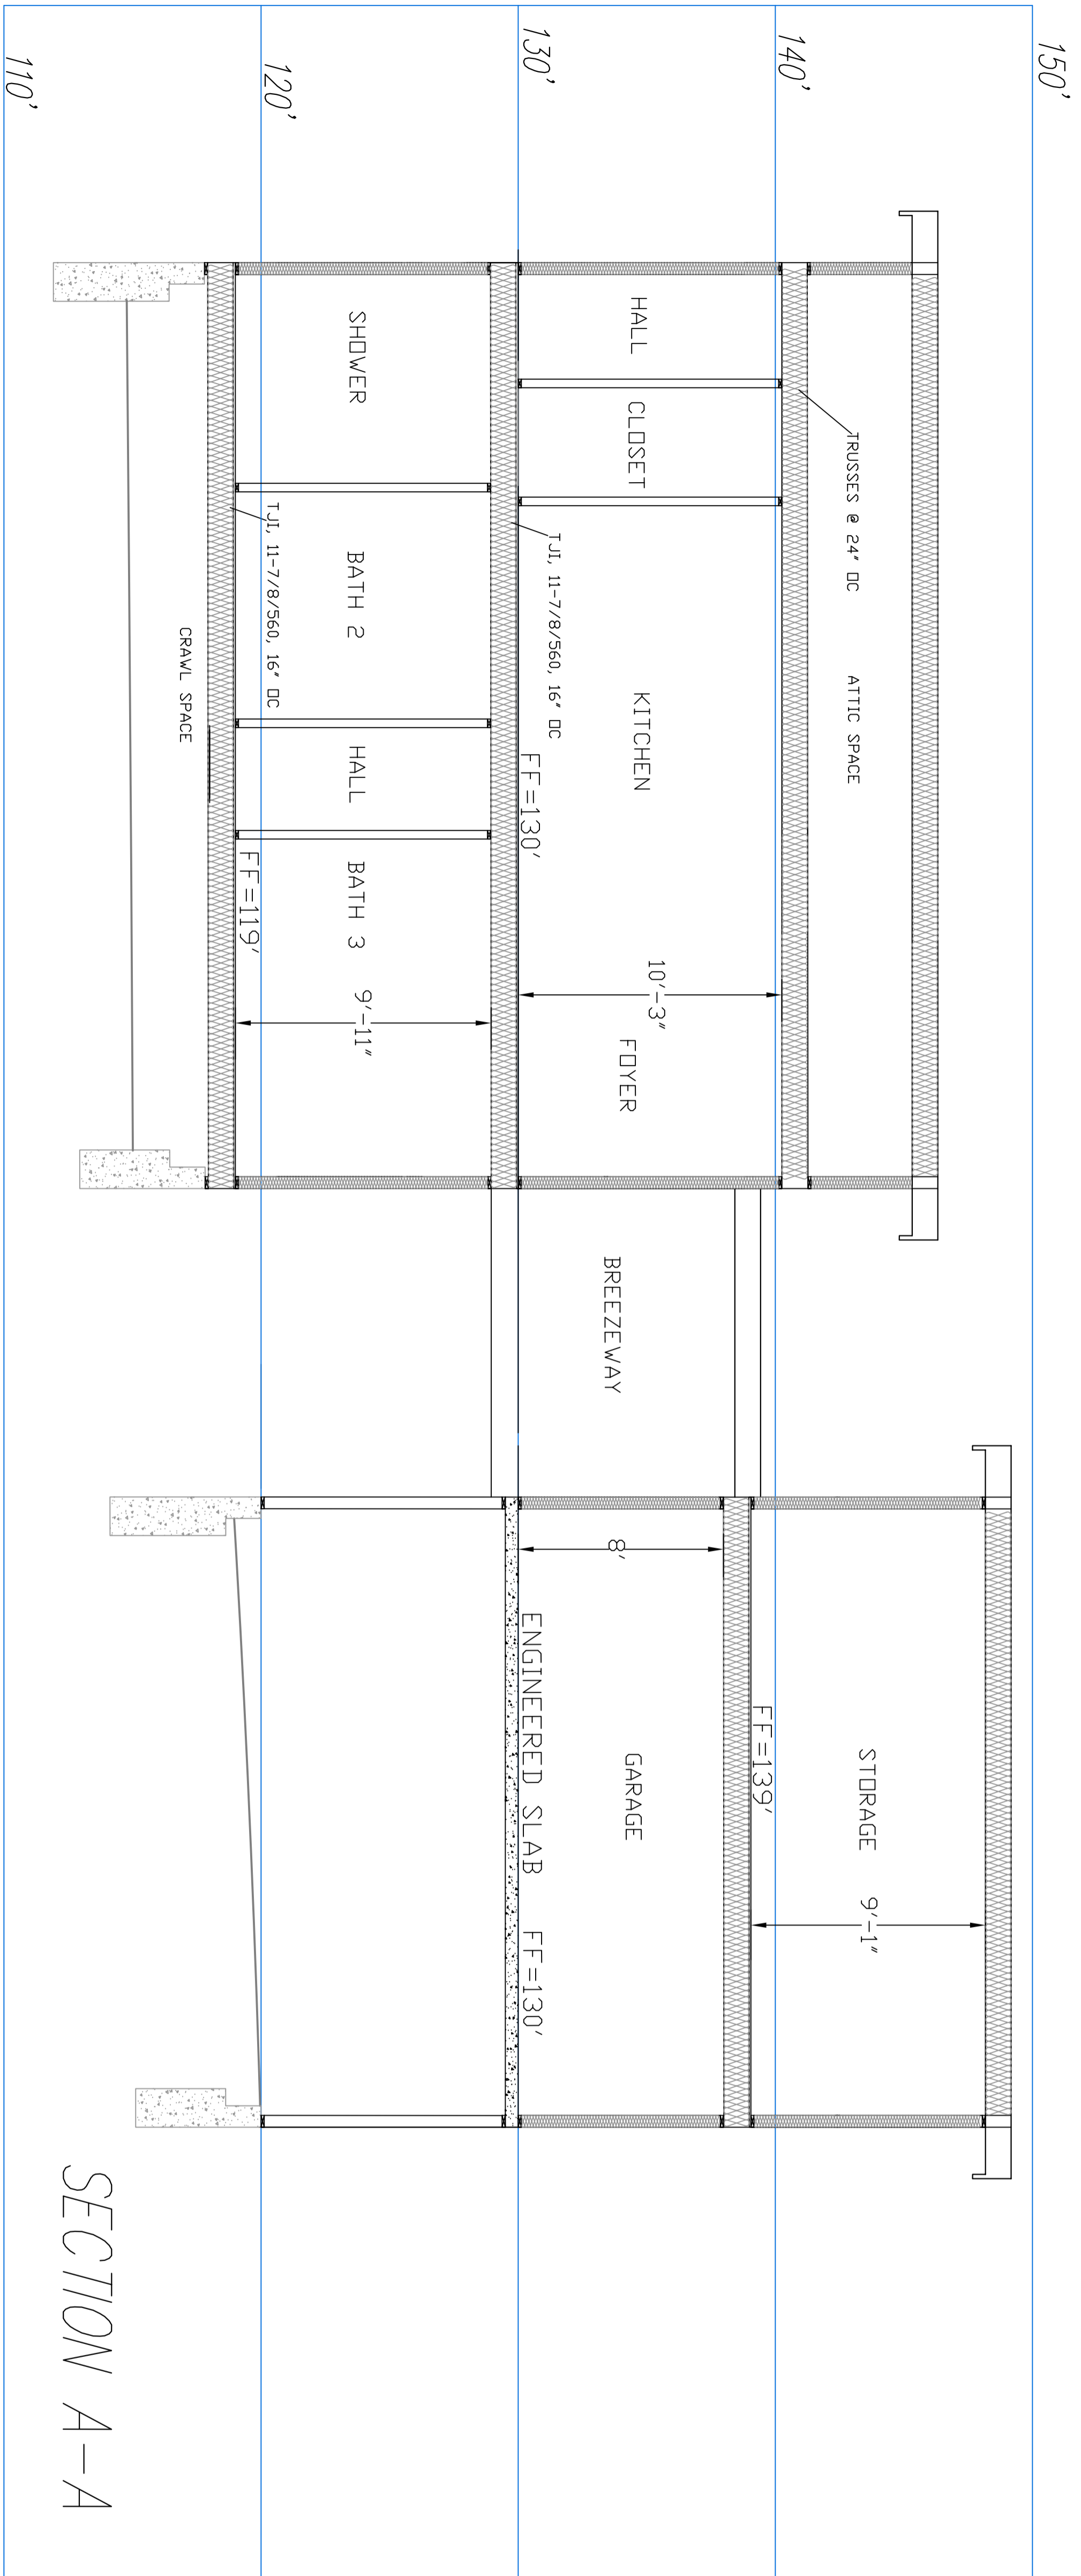 150'
140'
130'
120'
110'
TRUSSES @ 24" OC
ATTIC SPACE
STORAGE
9'-1"
FF=139'
HALL
CLOSET
KITCHEN
10'-3"
FOYER
BREEZEWAY
8'
GARAGE
TJI, 11-7/8/560, 16" OC
FF=130'
ENGINEERED SLAB
FF=130'
SHOWER
BATH 2
HALL
BATH 3
9'-11"
TJI, 11-7/8/560, 16" OC
FF=119'
CRAWL SPACE
SECTION A-A